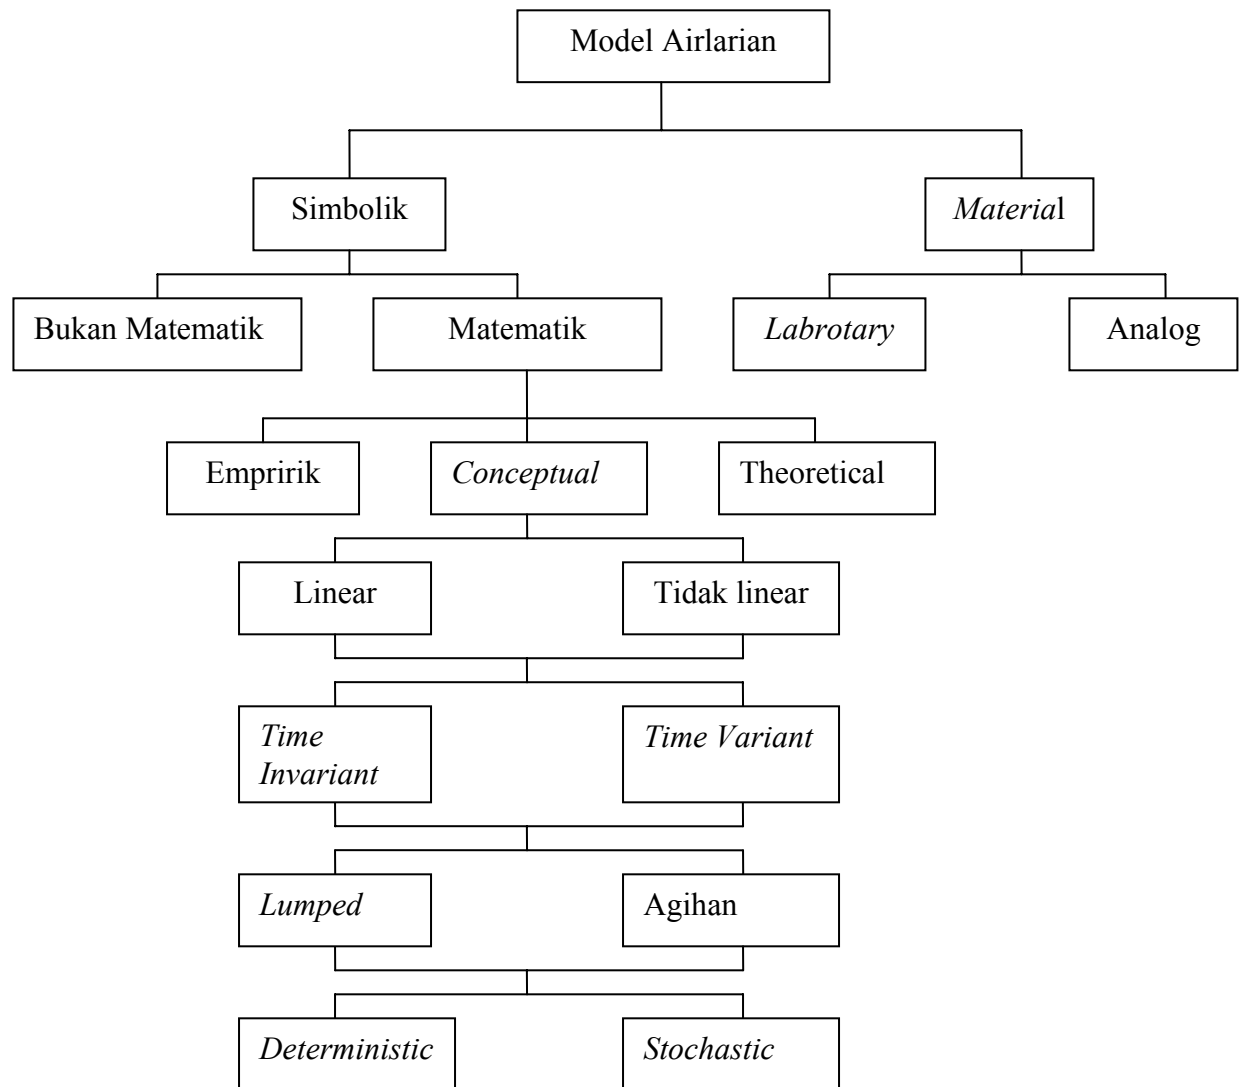 Model Airlarian
Simbolik
Material
Bukan Matematik
Matematik
Labrotary
Analog
Empririk
Conceptual
Theoretical
Linear
Tidak linear
Time
Invariant
Time Variant
Lumped
Agihan
Deterministic
Stochastic